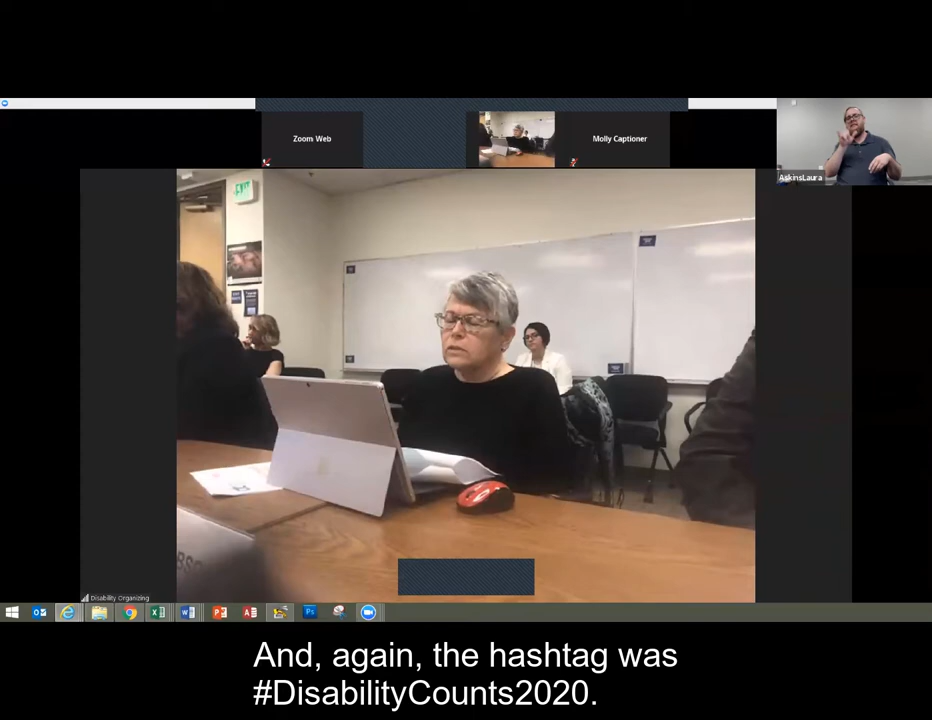 Zoom Web
Molly Captioner
AskinsLaura
Disability Organizing
And, again, the hashtag was
#DisabilityCounts2020.